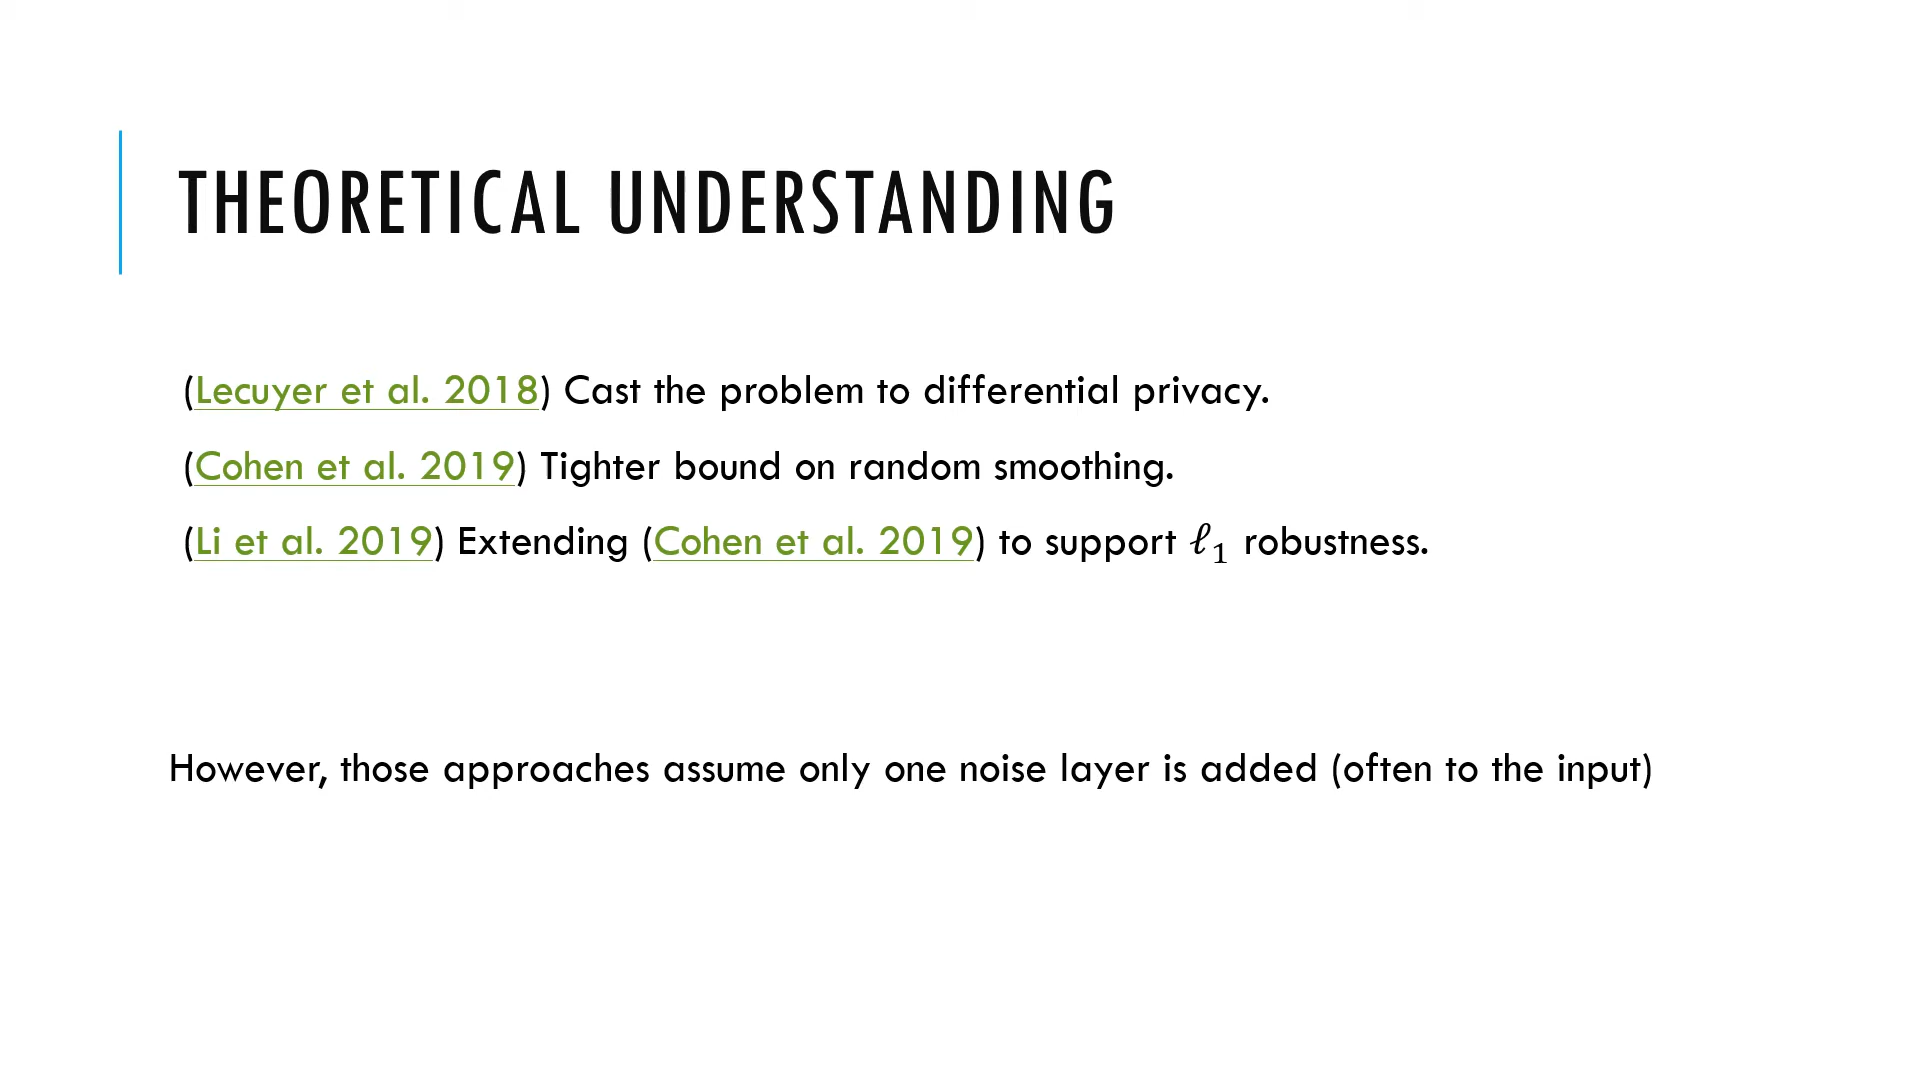 THEORETICAL UNDERSTANDING
(Lecuyer et al. 2018) Cast the problem to differential privacy.
(Cohen et al. 2019) Tighter bound on random smoothing.
(Li et al. 2019) Extending (Cohen et al. 2019) to support ℓ₁ robustness.
However, those approaches assume only one noise layer is added (often to the input)